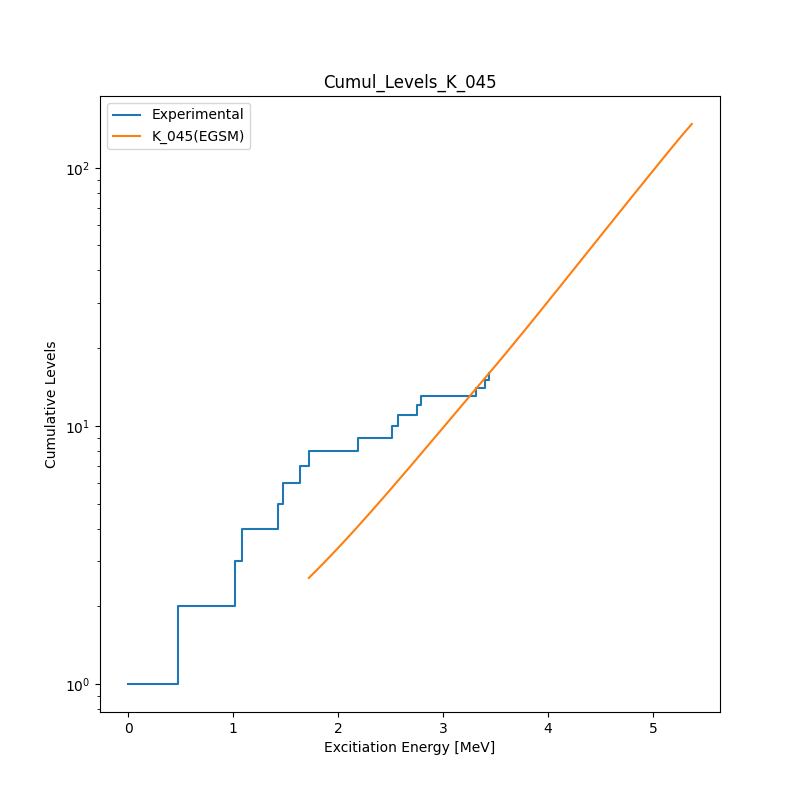 Cumul_Levels_K_045
Experimental
K_045(EGSM)
10²
10¹
10⁰
Cumulative Levels
0 1 2 3 4 5
Excitiation Energy [MeV]